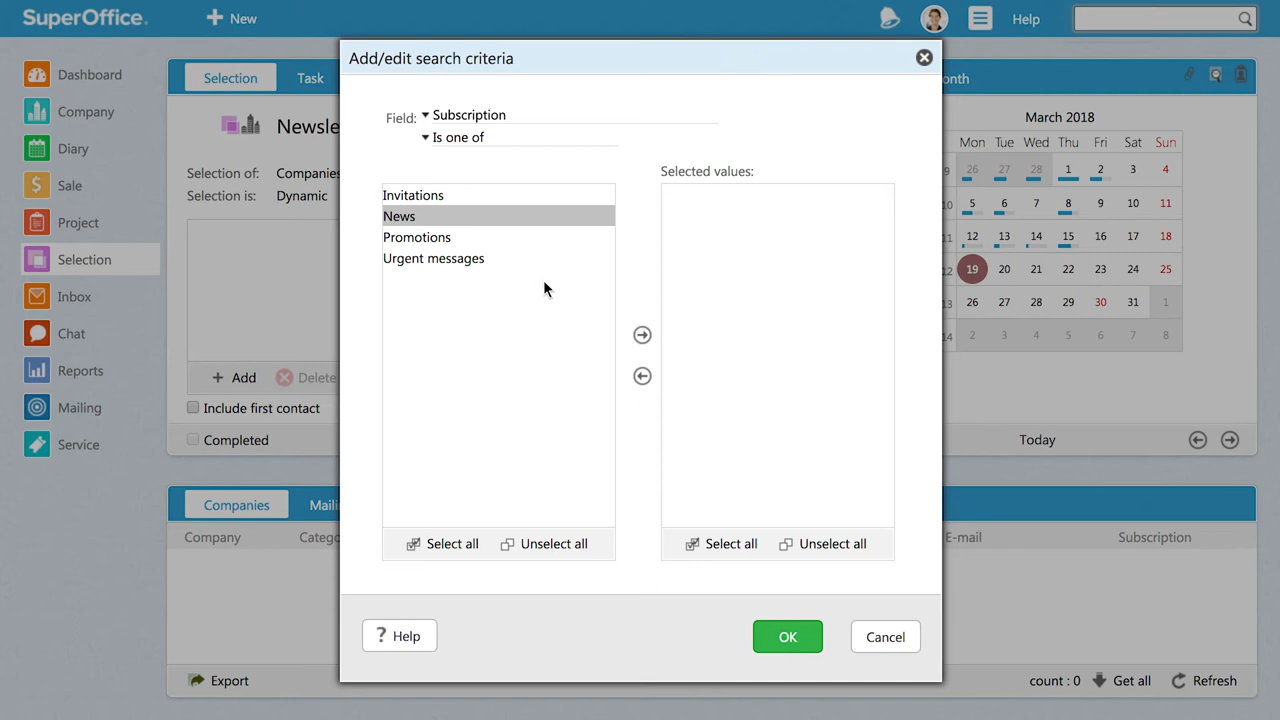 SuperOffice.
New
Help
Dashboard
Company
Diary
Sale
Project
Selection
Inbox
Chat
Reports
Mailing
Service
Selection
Task
Selection of:
Companies
Selection is:
Dynamic
Add
Delete
Include first contact
Completed
Add/edit search criteria
Field:
Subscription
Is one of
Selected values:
Invitations
News
Promotions
Urgent messages
Select all
Unselect all
Select all
Unselect all
? Help
OK
Cancel
March 2018
Mon Tue Wed Thu Fri Sat Sun
26 27 28 1 2 3 4
5 6 7 8 9 10 11
12 13 14 15 16 17 18
19 20 21 22 23 24 25
26 27 28 29 30 31 1
2 3 4 5 6 7 8
Today
Companies
Company
E-mail
Subscription
Export
count : 0
Get all
Refresh